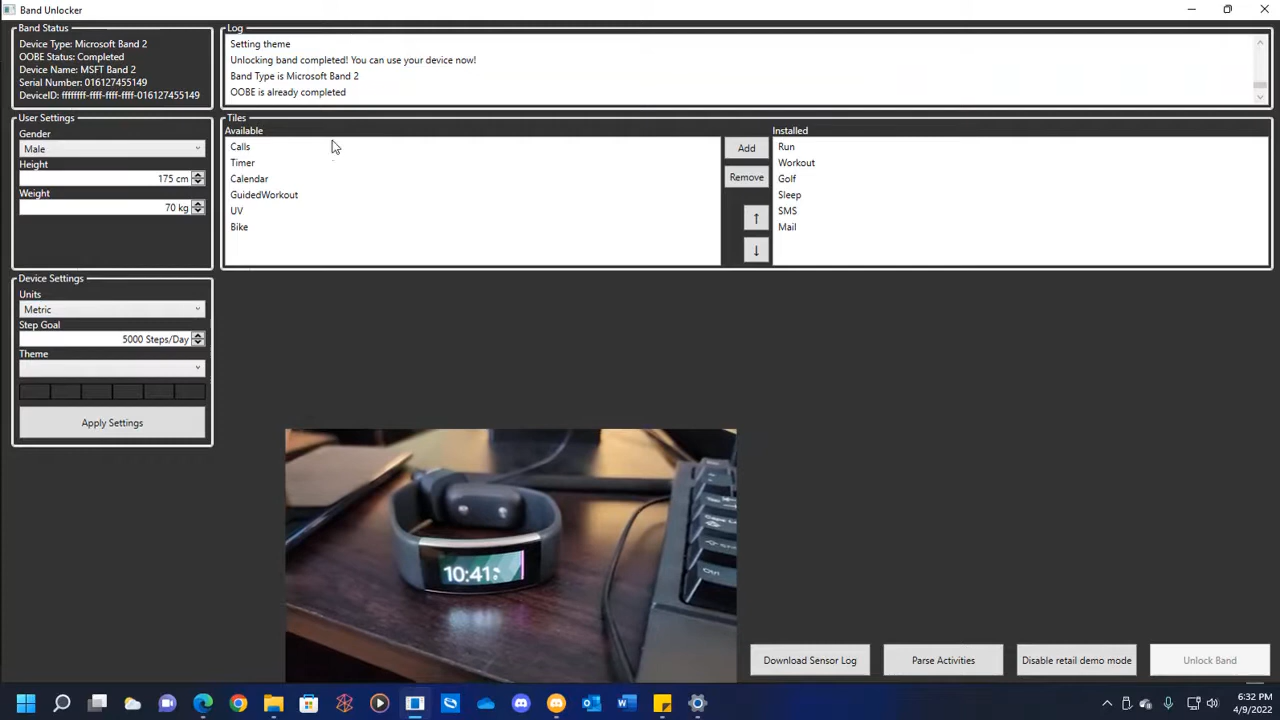 Band Unlocker
Band Status
Device Type: Microsoft Band 2
OOBE Status: Completed
Device Name: MSFT Band 2
Serial Number: 016127455149
DeviceID: ffffffff-ffff-ffff-ffff-016127455149
Log
Setting theme
Unlocking band completed! You can use your device now!
Band Type is Microsoft Band 2
OOBE is already completed
User Settings
Gender
Male
Height
175 cm
Weight
70 kg
Tiles
Available
Calls
Timer
Calendar
GuidedWorkout
UV
Bike
Add
Remove
↑
↓
Installed
Run
Workout
Golf
Sleep
SMS
Mail
Device Settings
Units
Metric
Step Goal
5000 Steps/Day
Theme
Apply Settings
10:41
Ctrl
Download Sensor Log
Parse Activities
Disable retail demo mode
Unlock Band
6:32 PM
4/9/2022